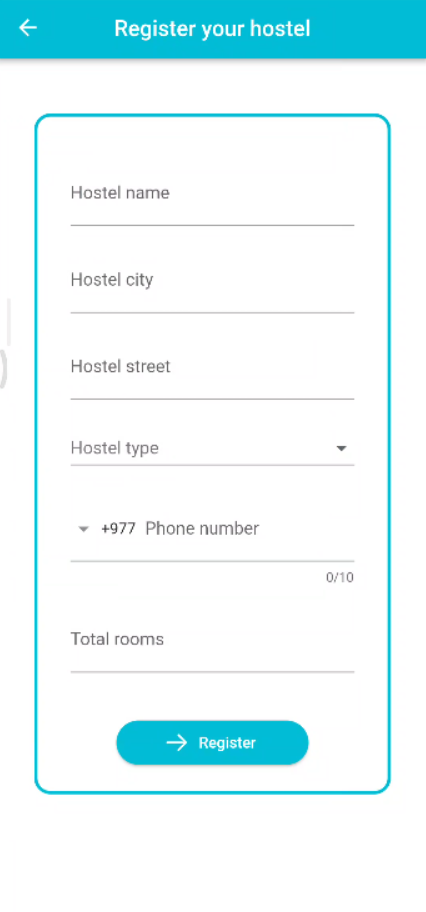 Register your hostel
Hostel name
Hostel city
Hostel street
Hostel type
+977 Phone number
0/10
Total rooms
Register